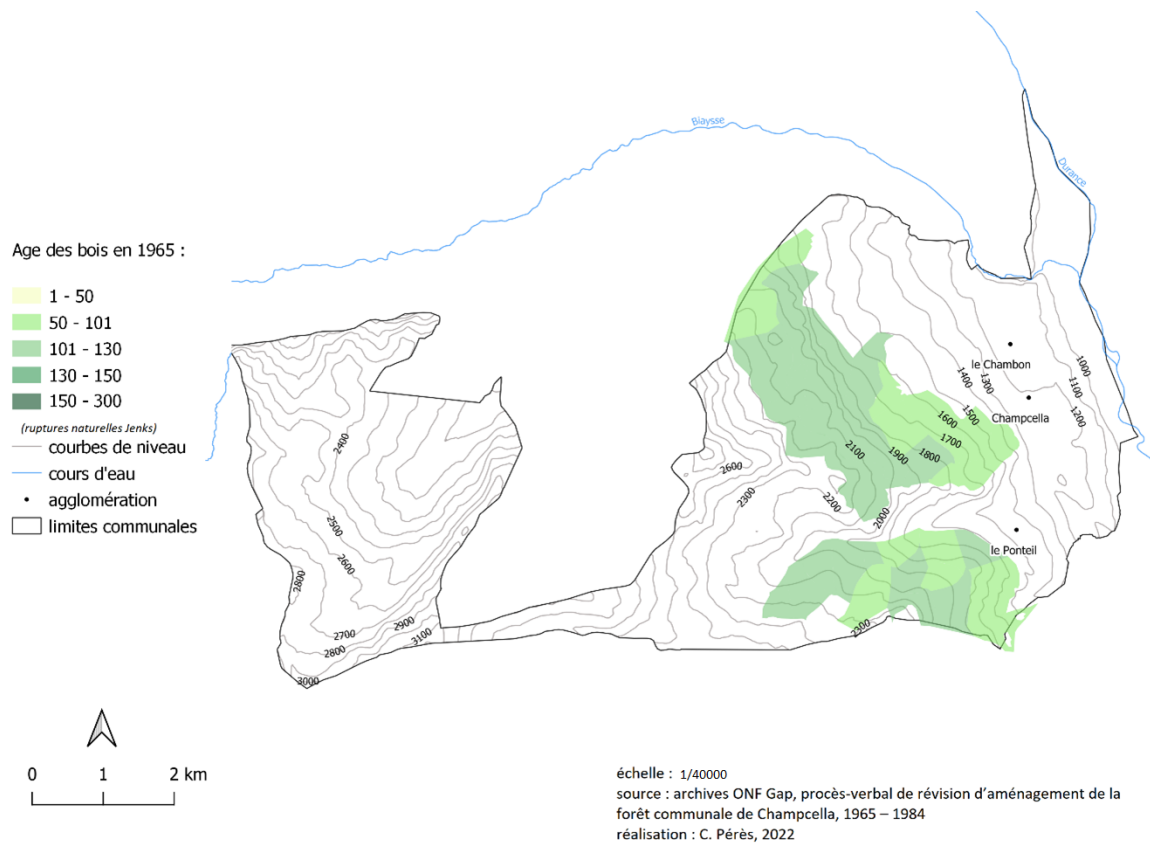 Biaysse
Durance
Age des bois en 1965 :
1 - 50
50 - 101
101 - 130
130 - 150
150 - 300
(ruptures naturelles Jenks)
courbes de niveau
cours d'eau
agglomération
limites communales
le Chambon
Champcella
le Ponteil
1000
1100
1200
1300
1400
1500
1600
1700
1800
1900
2100
2600
2300
2200
2000
2300
2400
2500
2600
2800
2700
2800
2900
3100
3000
0 1 2 km
échelle : 1/40000
source : archives ONF Gap, procès-verbal de révision d'aménagement de la
forêt communale de Champcella, 1965 – 1984
réalisation : C. Pérès, 2022